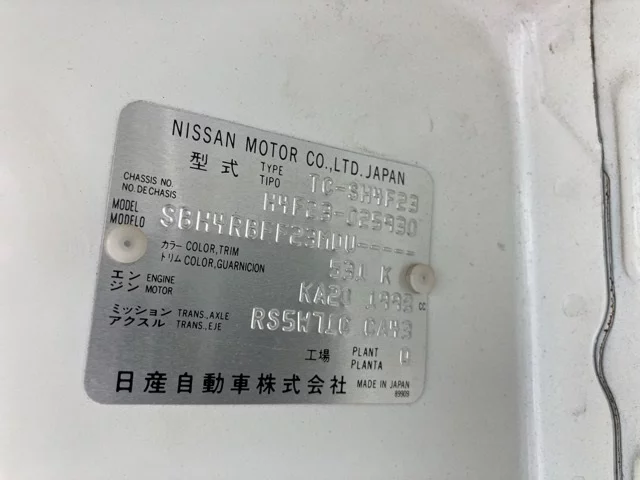 NISSAN MOTOR CO., LTD. JAPAN
型式 TYPE TIPO TC-SH4F23
CHASSIS NO. NO. DE CHASIS H4F23-025930
MODEL MODELO
カラー COLOR, TRIM
トリム COLOR, GUARNICION 531 K
エンジン ENGINE MOTOR KA20 1998 cc
ミッション TRANS., AXLE
アクスル TRANS., EJE RS5W71C CA43
工場 PLANT PLANTA 0
日産自動車株式会社 MADE IN JAPAN
89909